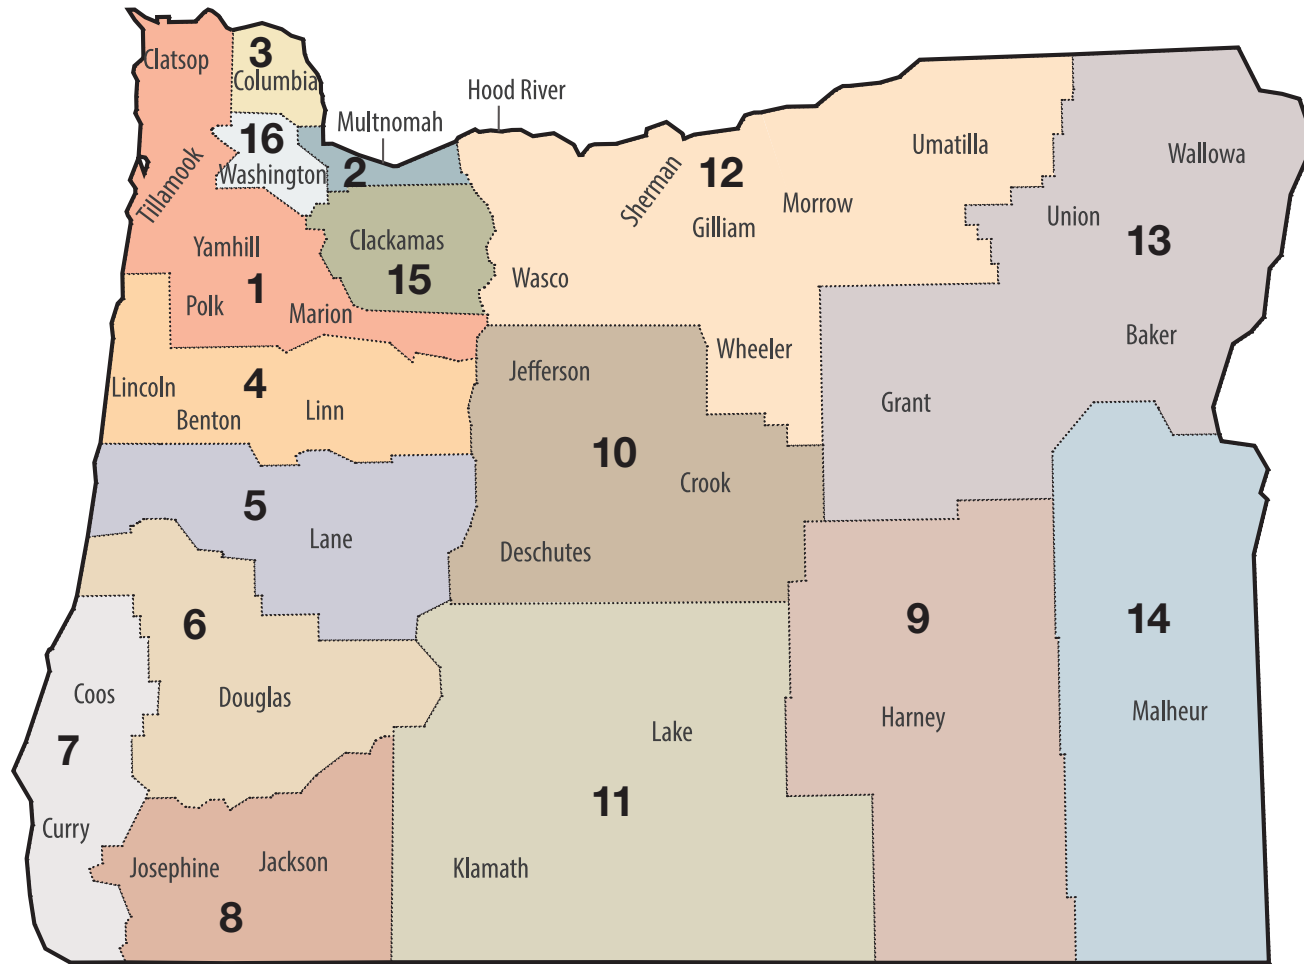 3
Clatsop
Columbia
Hood River
Multnomah
16
Washington
2
Tillamook
Sherman
12
Umatilla
Wallowa
Morrow
Gilliam
Union
13
Yamhill
Clackamas
15
Wasco
1
Polk
Marion
Wheeler
Baker
Lincoln
4
Benton
Linn
Jefferson
Grant
10
Crook
5
Lane
Deschutes
6
Douglas
9
14
Coos
7
Lake
Harney
Malheur
11
Curry
Josephine
Jackson
8
Klamath